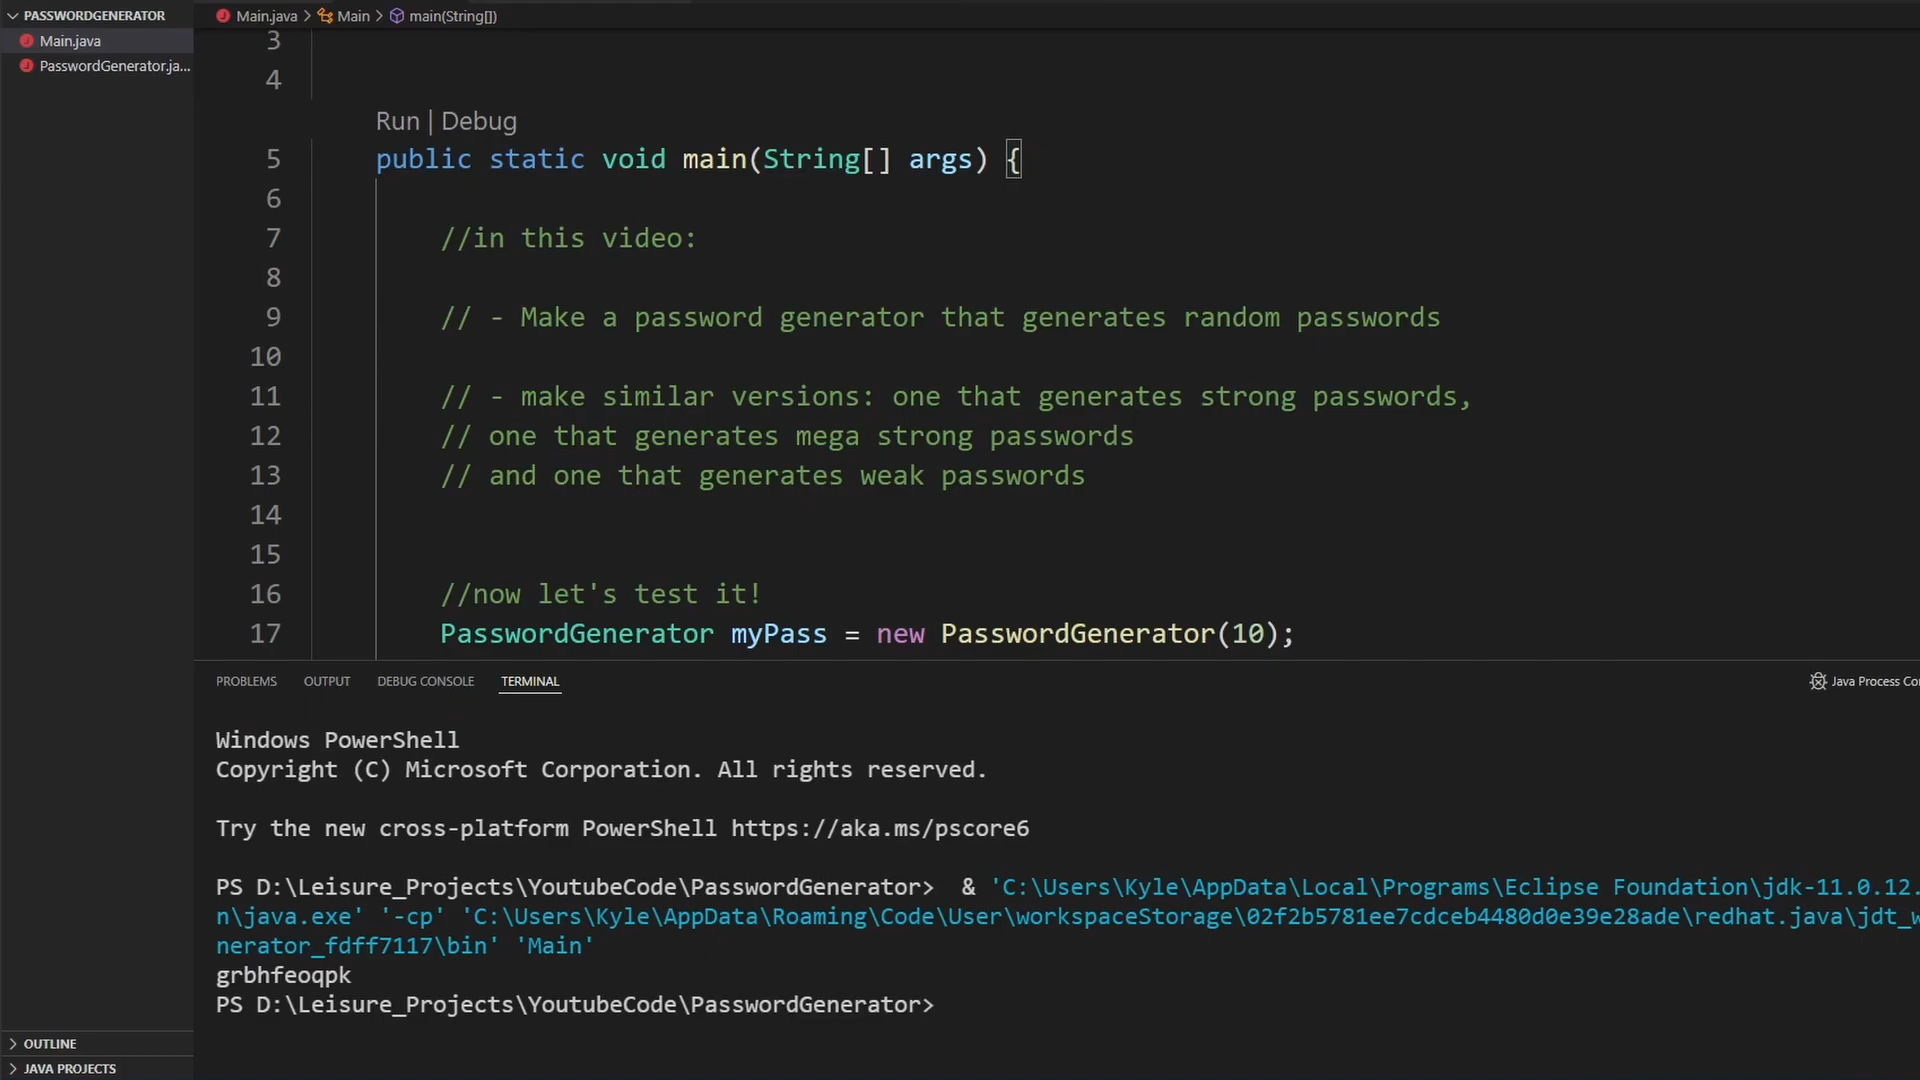 PASSWORDGENERATOR
Main.java
PasswordGenerator.ja...
OUTLINE
JAVA PROJECTS
Main.java > Main > main(String[])
3
4
Run | Debug
5 public static void main(String[] args) {
6
7 //in this video:
8
9 // - Make a password generator that generates random passwords
10
11 // - make similar versions: one that generates strong passwords,
12 // one that generates mega strong passwords
13 // and one that generates weak passwords
14
15
16 //now let's test it!
17 PasswordGenerator myPass = new PasswordGenerator(10);
PROBLEMS OUTPUT DEBUG CONSOLE TERMINAL Java Process Con
Windows PowerShell
Copyright (C) Microsoft Corporation. All rights reserved.
Try the new cross-platform PowerShell https://aka.ms/pscore6
PS D:\Leisure_Projects\YoutubeCode\PasswordGenerator>  & 'C:\Users\Kyle\AppData\Local\Programs\Eclipse Foundation\jdk-11.0.12.
n\java.exe' '-cp' 'C:\Users\Kyle\AppData\Roaming\Code\User\workspaceStorage\02f2b5781ee7cdceb4480d0e39e28ade\redhat.java\jdt_w
nerator_fdff7117\bin' 'Main'
grbhfeoqpk
PS D:\Leisure_Projects\YoutubeCode\PasswordGenerator>